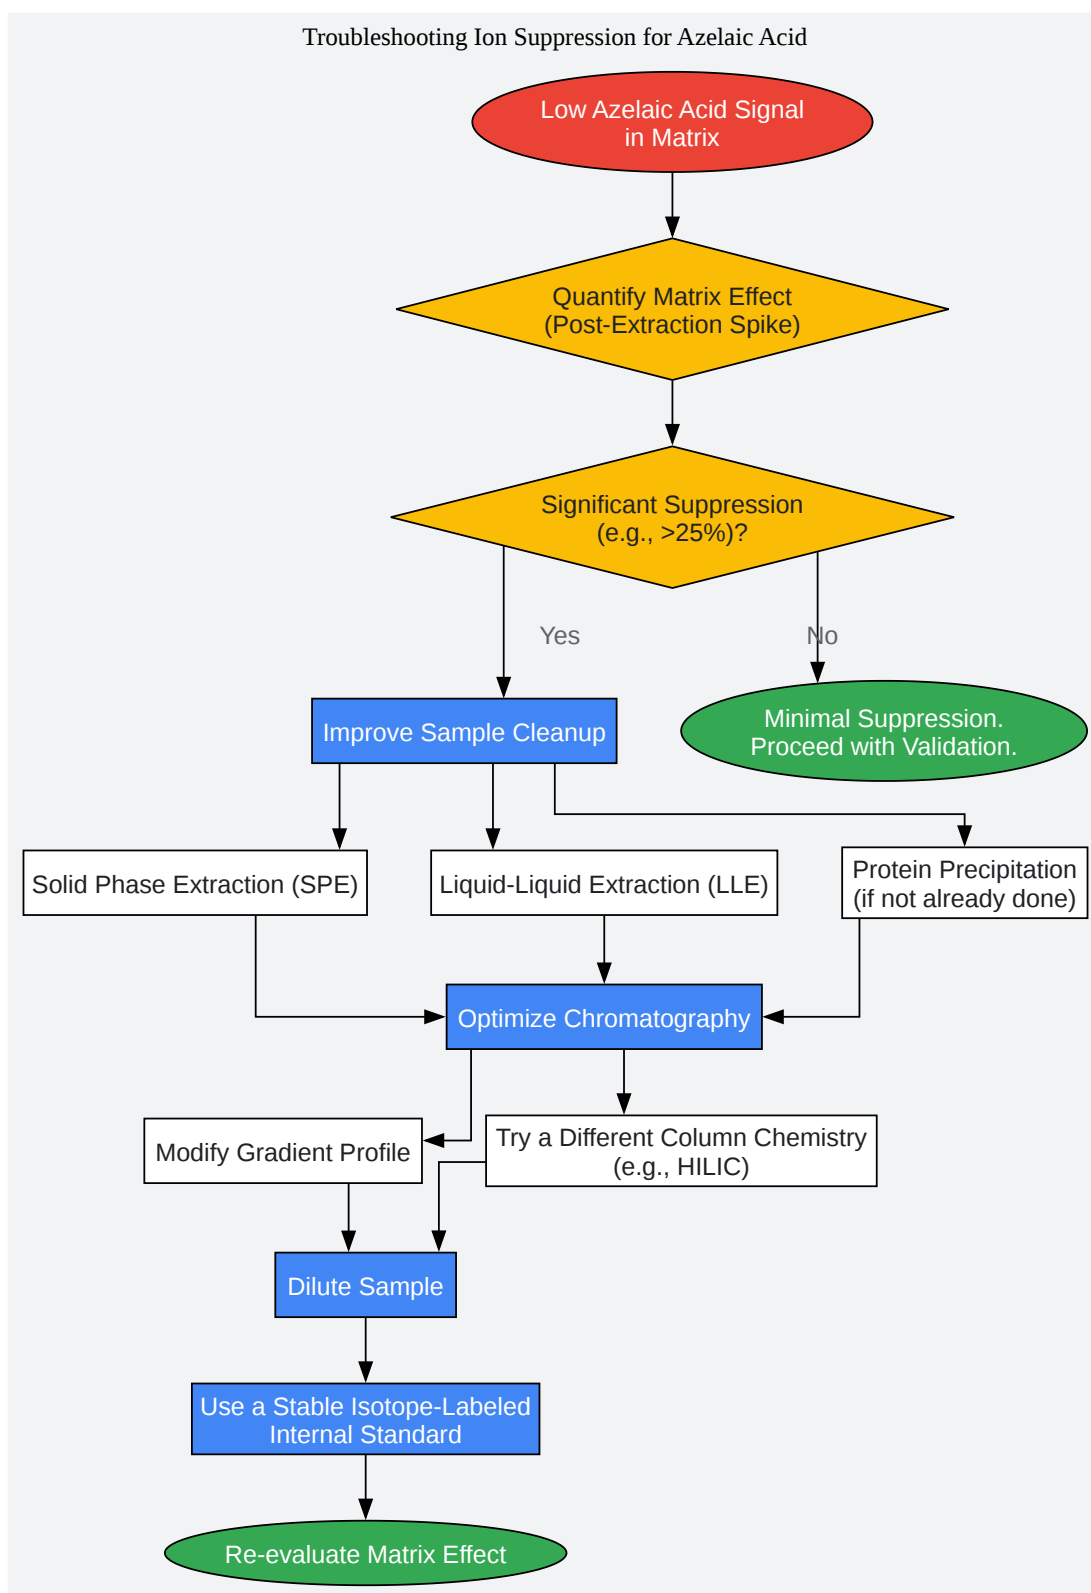 Troubleshooting Ion Suppression for Azelaic Acid
Low Azelaic Acid Signal
in Matrix
Quantify Matrix Effect
(Post-Extraction Spike)
Significant Suppression
(e.g., >25%)?
Yes
No
Improve Sample Cleanup
Minimal Suppression.
Proceed with Validation.
Solid Phase Extraction (SPE)
Liquid-Liquid Extraction (LLE)
Protein Precipitation
(if not already done)
Optimize Chromatography
Modify Gradient Profile
Try a Different Column Chemistry
(e.g., HILIC)
Dilute Sample
Use a Stable Isotope-Labeled
Internal Standard
Re-evaluate Matrix Effect